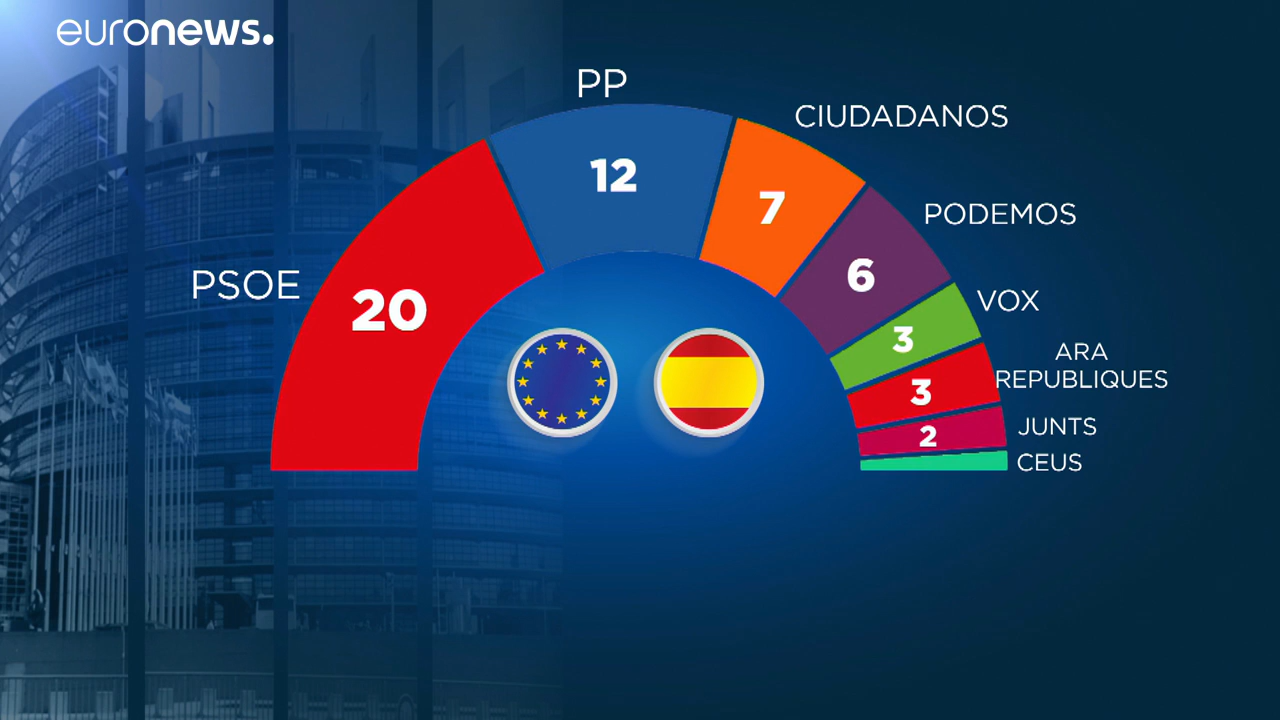 euronews.
PP
CIUDADANOS
12
7
PODEMOS
PSOE
6
20
VOX
3
ARA
REPUBLIQUES
3
JUNTS
2
CEUS